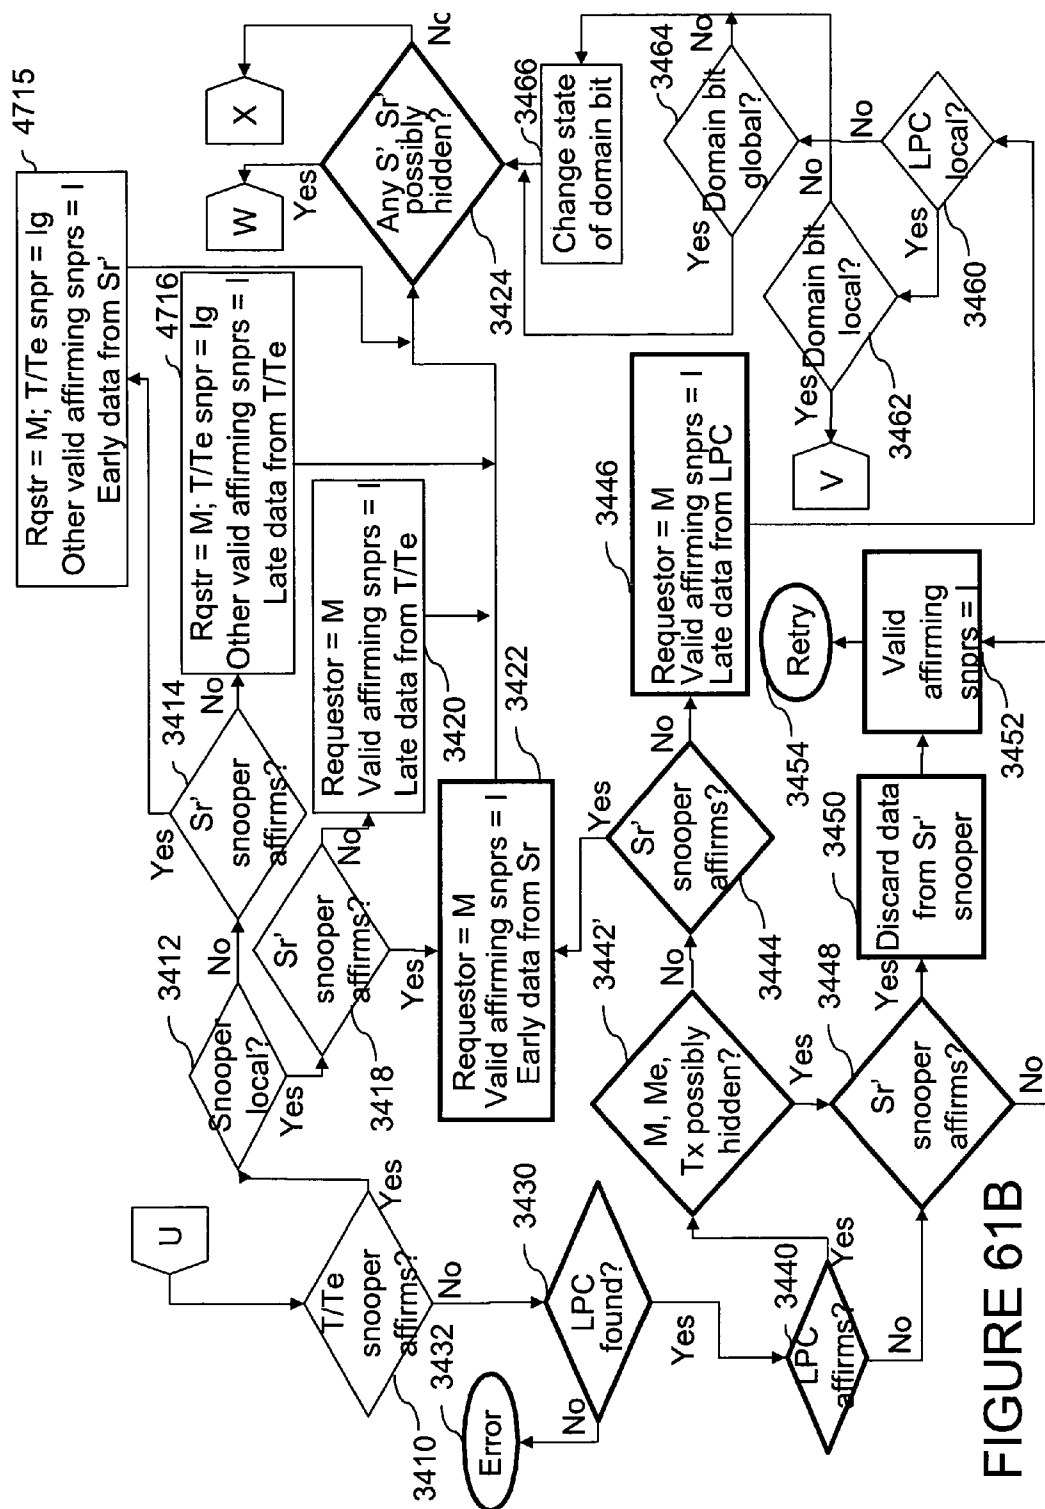 U
T/Te
snooper
affirms?
3410
Yes
No
Snooper
local?
3412
No
Yes
Sr'
snooper
affirms?
3414
Yes
No
Rqstr = M; T/Te snpr = Ig
Other valid affirming snprs = I
Early data from Sr'
4715
Rqstr = M; T/Te snpr = Ig
Other valid affirming snprs = I
Late data from T/Te
4716
Sr'
snooper
affirms?
3418
No
Yes
Requestor = M
Valid affirming snprs = I
Late data from T/Te
3420
Requestor = M
Valid affirming snprs = I
Early data from Sr
3422
Any S' Sr'
possibly
hidden?
3424
Yes
No
W
X
LPC
found?
3430
No
Yes
Error
3432
LPC
affirms?
3440
Yes
No
M, Me,
Tx possibly
hidden?
3442'
No
Yes
Sr'
snooper
affirms?
3444
Yes
No
Requestor = M
Valid affirming snprs = I
Late data from LPC
3446
Sr'
snooper
affirms?
3448
Yes
No
Discard data
from Sr'
snooper
3450
Valid
affirming
snprs = I
3452
Retry
3454
LPC
local?
3460
Yes
No
Domain bit
local?
3462
Yes
No
V
Domain bit
global?
3464
Yes
No
Change state
of domain bit
3466
FIGURE 61B